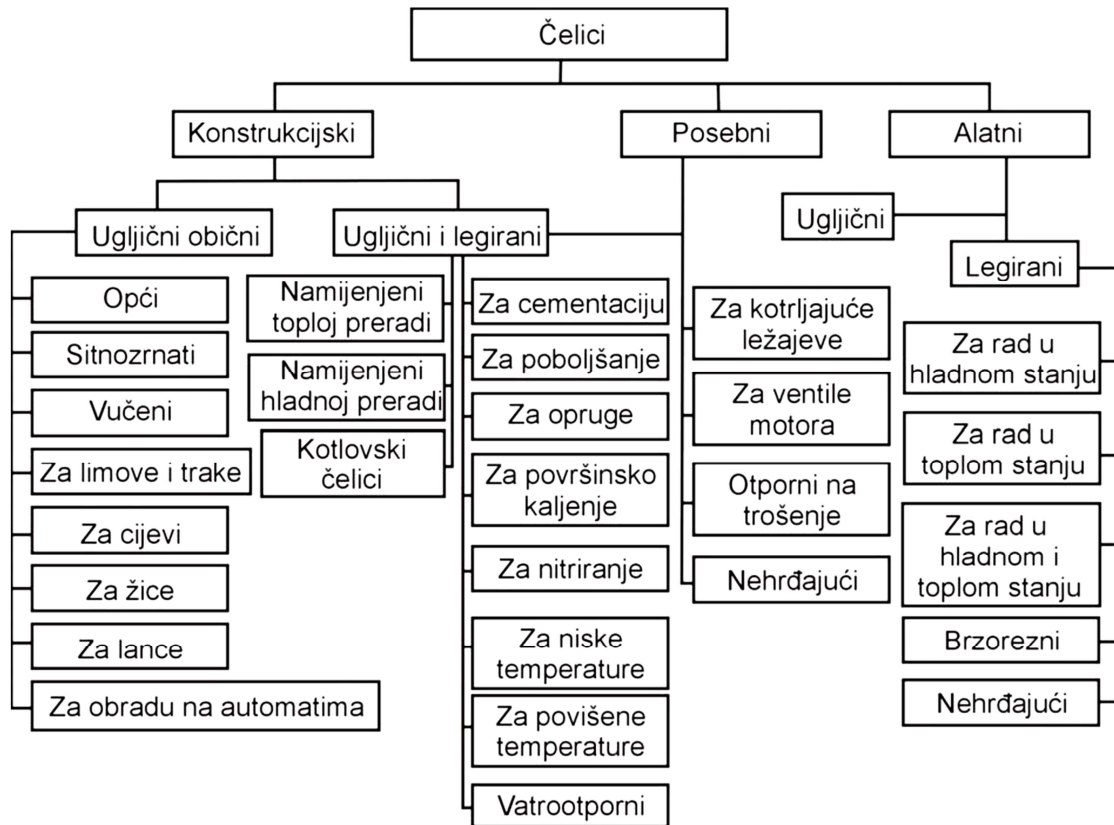 Čelici
Konstrukcijski
Posebni
Alatni
Ugljični obični
Ugljični i legirani
Ugljični
Legirani
Opći
Sitnozrnati
Vučeni
Za limove i trake
Za cijevi
Za žice
Za lance
Za obradu na automatima
Namijenjeni
toploj preradi
Namijenjeni
hladnoj preradi
Kotlovski
čelici
Za cementaciju
Za poboljšanje
Za opruge
Za površinsko
kaljenje
Za nitriranje
Za niske
temperature
Za povišene
temperature
Vatrootporni
Za kotrljajuće
ležajeve
Za ventile
motora
Otporni na
trošenje
Nehrđajući
Za rad u
hladnom stanju
Za rad u
toplom stanju
Za rad u
hladnom i
toplom stanju
Brzorezni
Nehrđajući